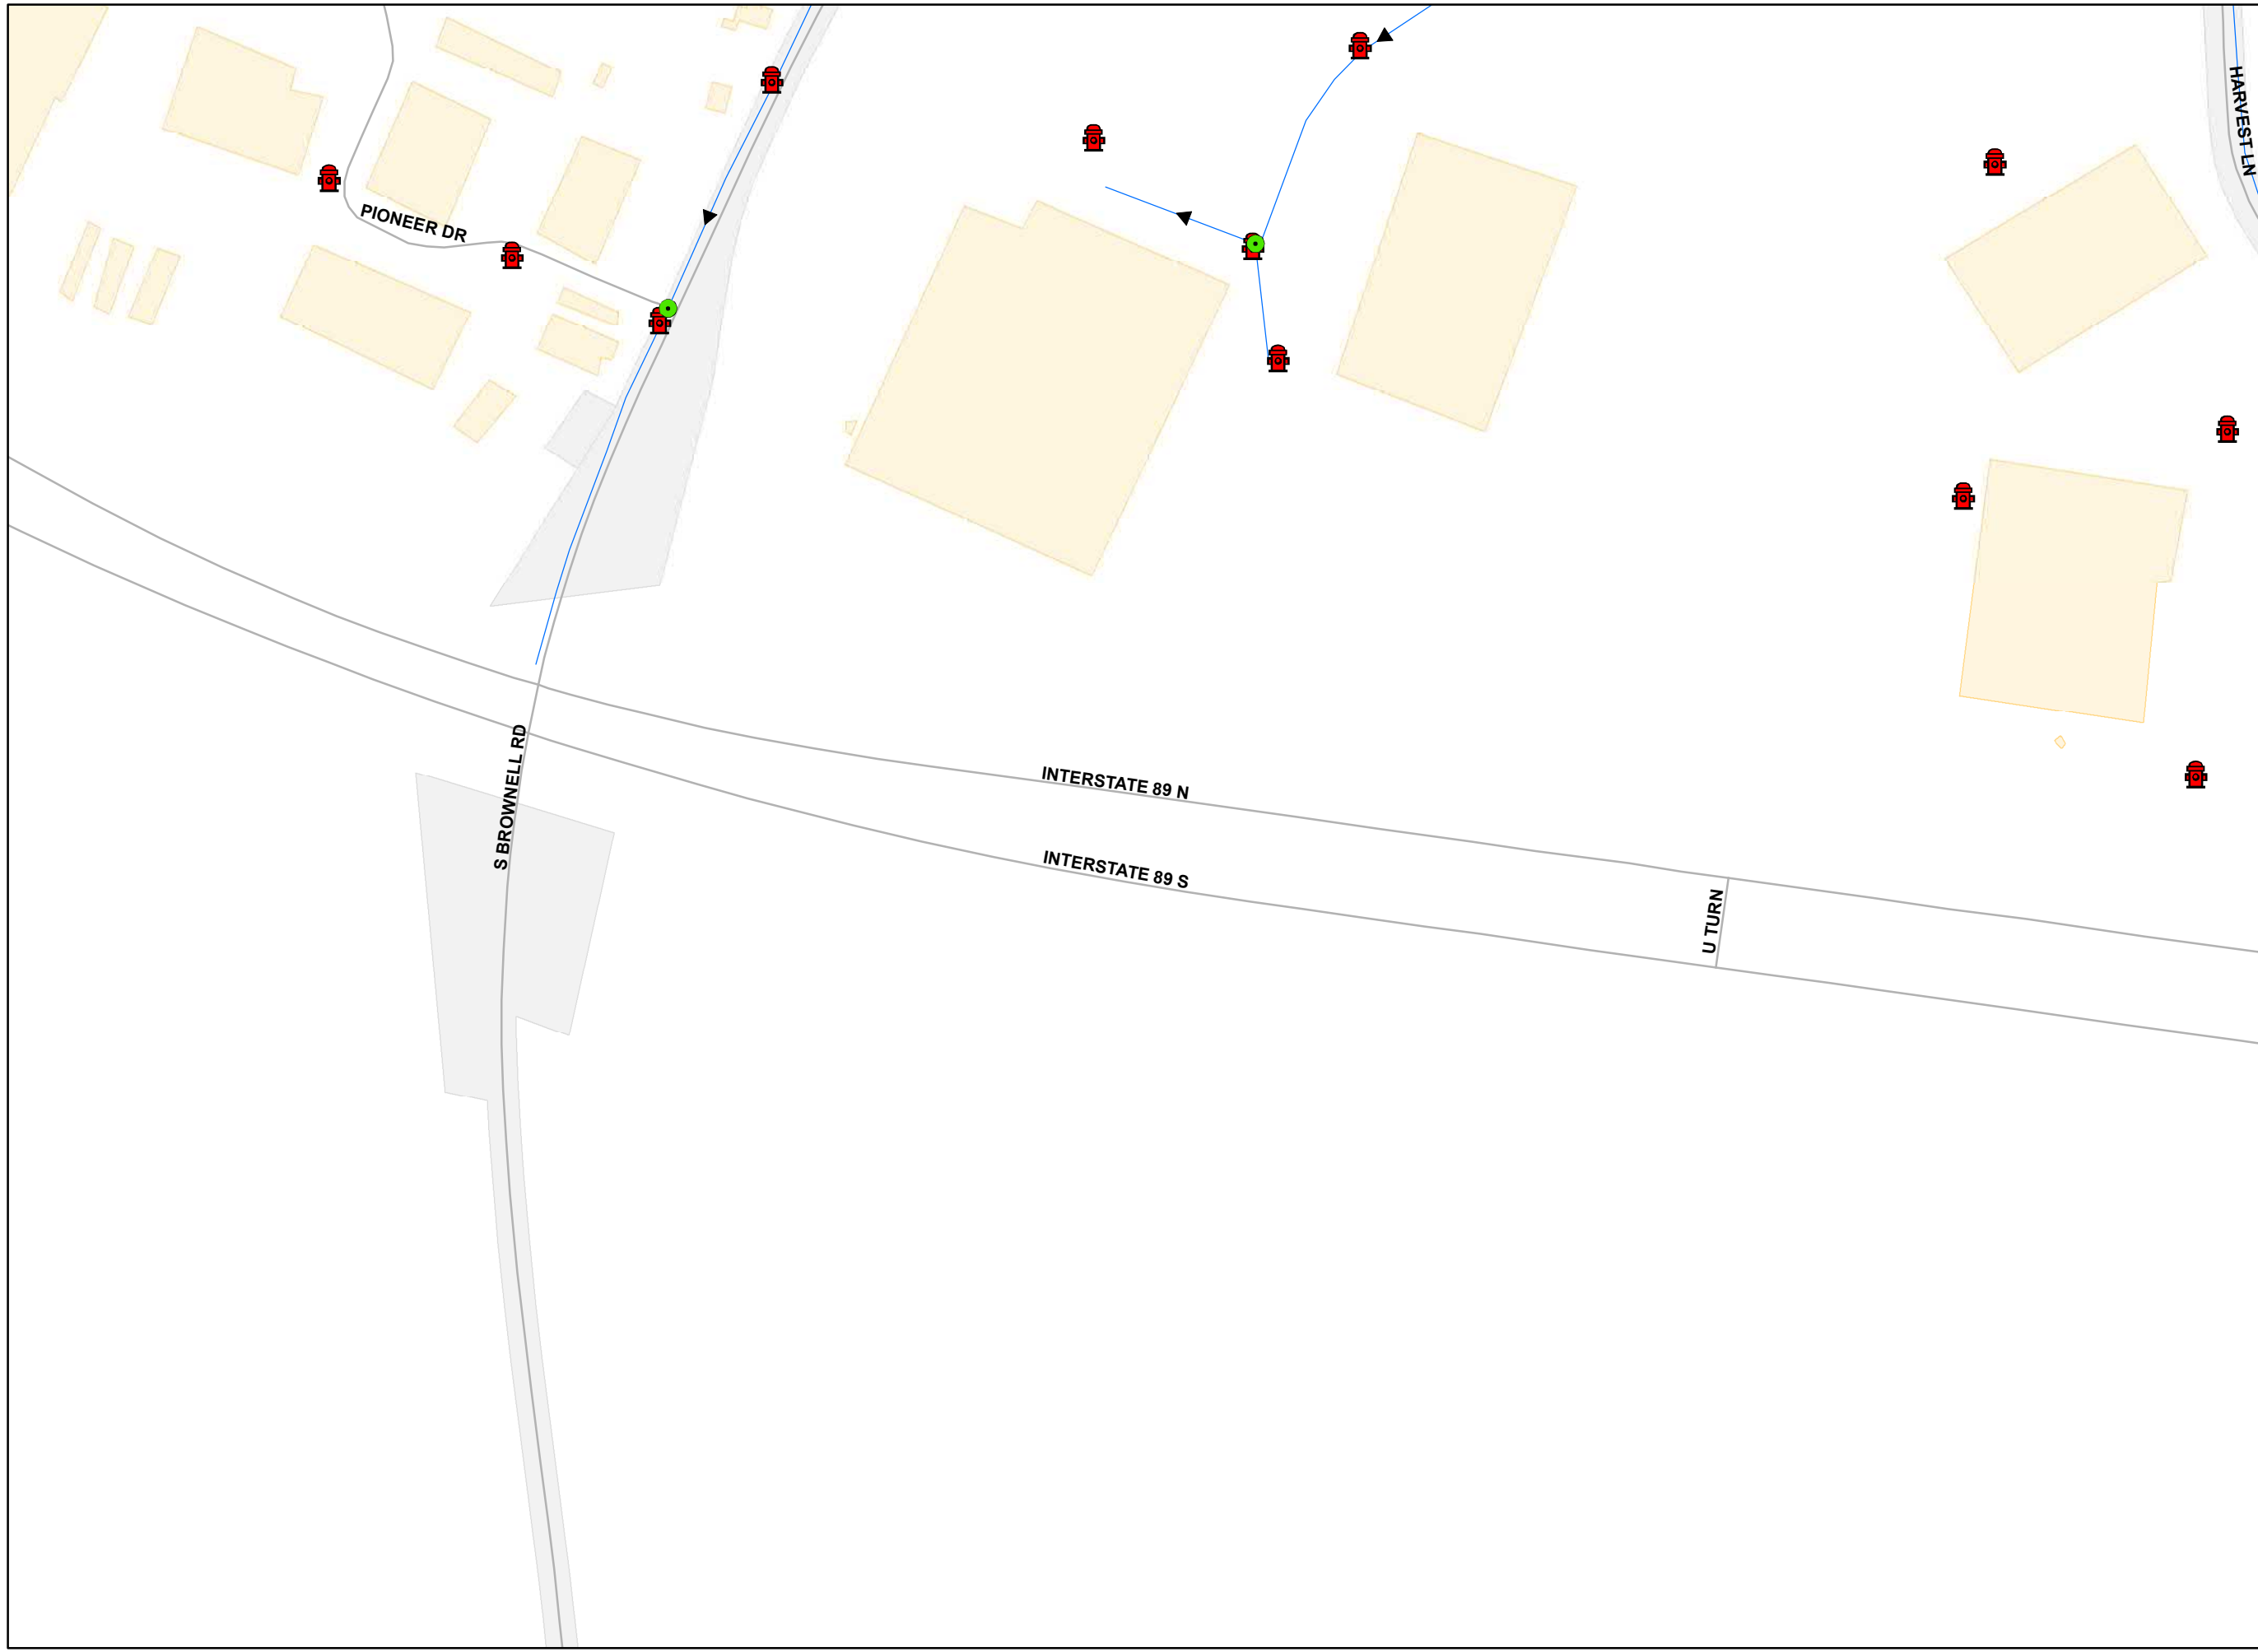 HARVEST LN
PIONEER DR
S BROWNELL RD
INTERSTATE 89 N
INTERSTATE 89 S
U TURN